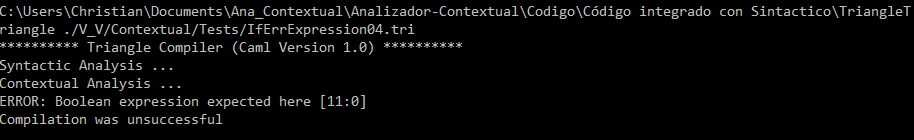 C:\Users\Christian\Documents\Ana_Contextual\Analizador-Contextual\Codigo\Código integrado con Sintactico\TriangleT
riangle ./V_V/Contextual/Tests/IfErrExpression04.tri
********** Triangle Compiler (Caml Version 1.0) **********
Syntactic Analysis ...
Contextual Analysis ...
ERROR: Boolean expression expected here [11:0]
Compilation was unsuccessful